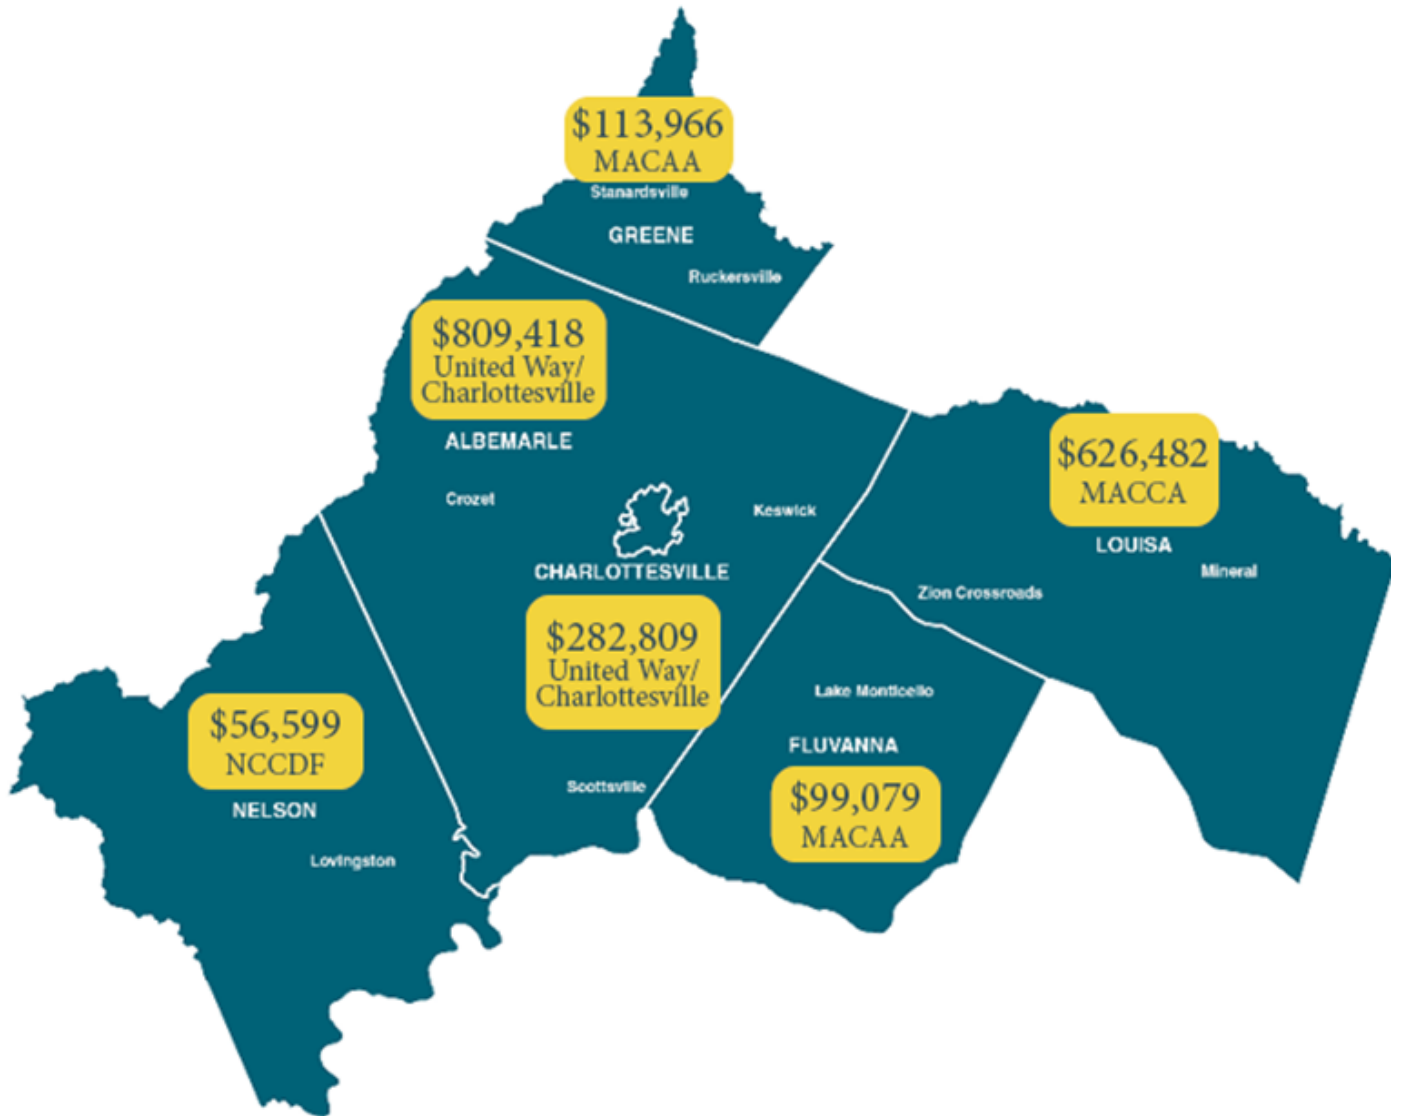 $113,966
MACAA
Stanardsville
GREENE
Ruckersville
$809,418
United Way/
Charlottesville
ALBEMARLE
Crozet
Keswick
CHARLOTTESVILLE
$282,809
United Way/
Charlottesville
Scottsville
$626,482
MACCA
LOUISA
Mineral
Zion Crossroads
Lake Monticello
FLUVANNA
$99,079
MACAA
$56,599
NCCDF
NELSON
Lovingston